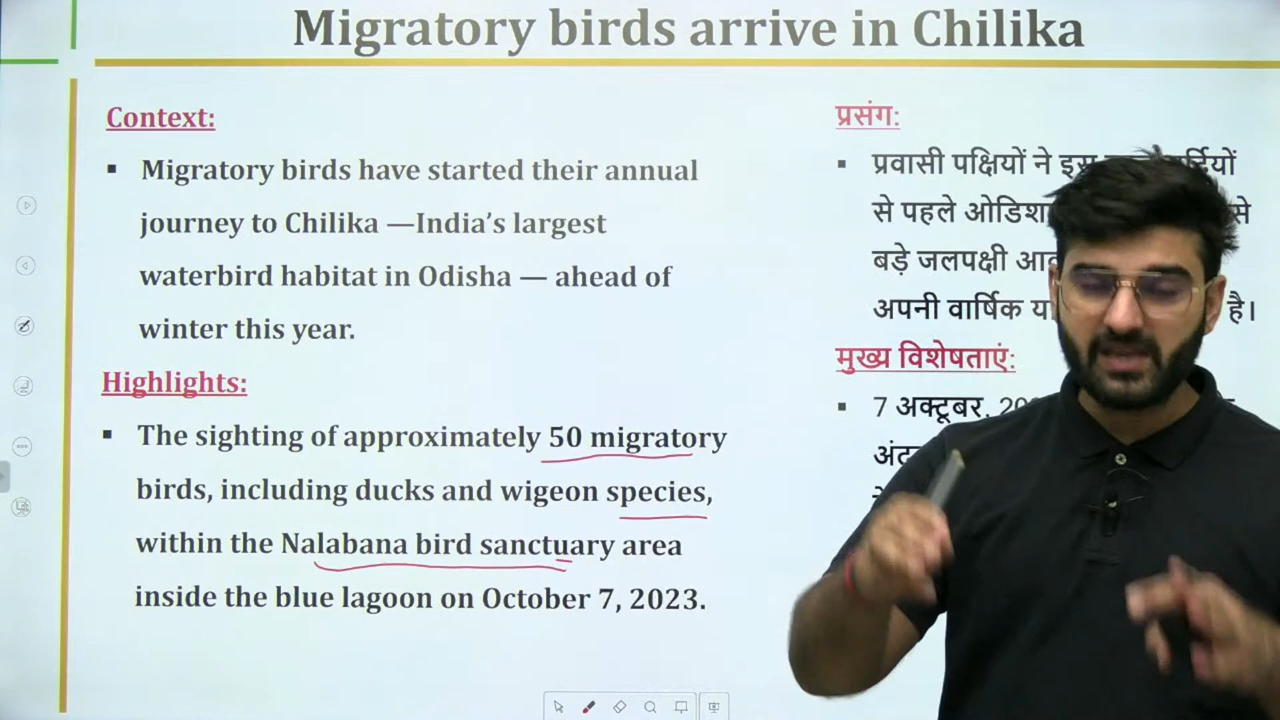 Migratory birds arrive in Chilika
Context:
▪ Migratory birds have started their annual
journey to Chilika —India’s largest
waterbird habitat in Odisha — ahead of
winter this year.
Highlights:
▪ The sighting of approximately 50 migratory
birds, including ducks and wigeon species,
within the Nalabana bird sanctuary area
inside the blue lagoon on October 7, 2023.
प्रसंग:
▪ प्रवासी पक्षियों ने इस
से पहले ओडिशा से
बड़े जलपक्षी
अपनी वार्षिक है।
मुख्य विशेषताएं:
▪ 7 अक्टूबर,